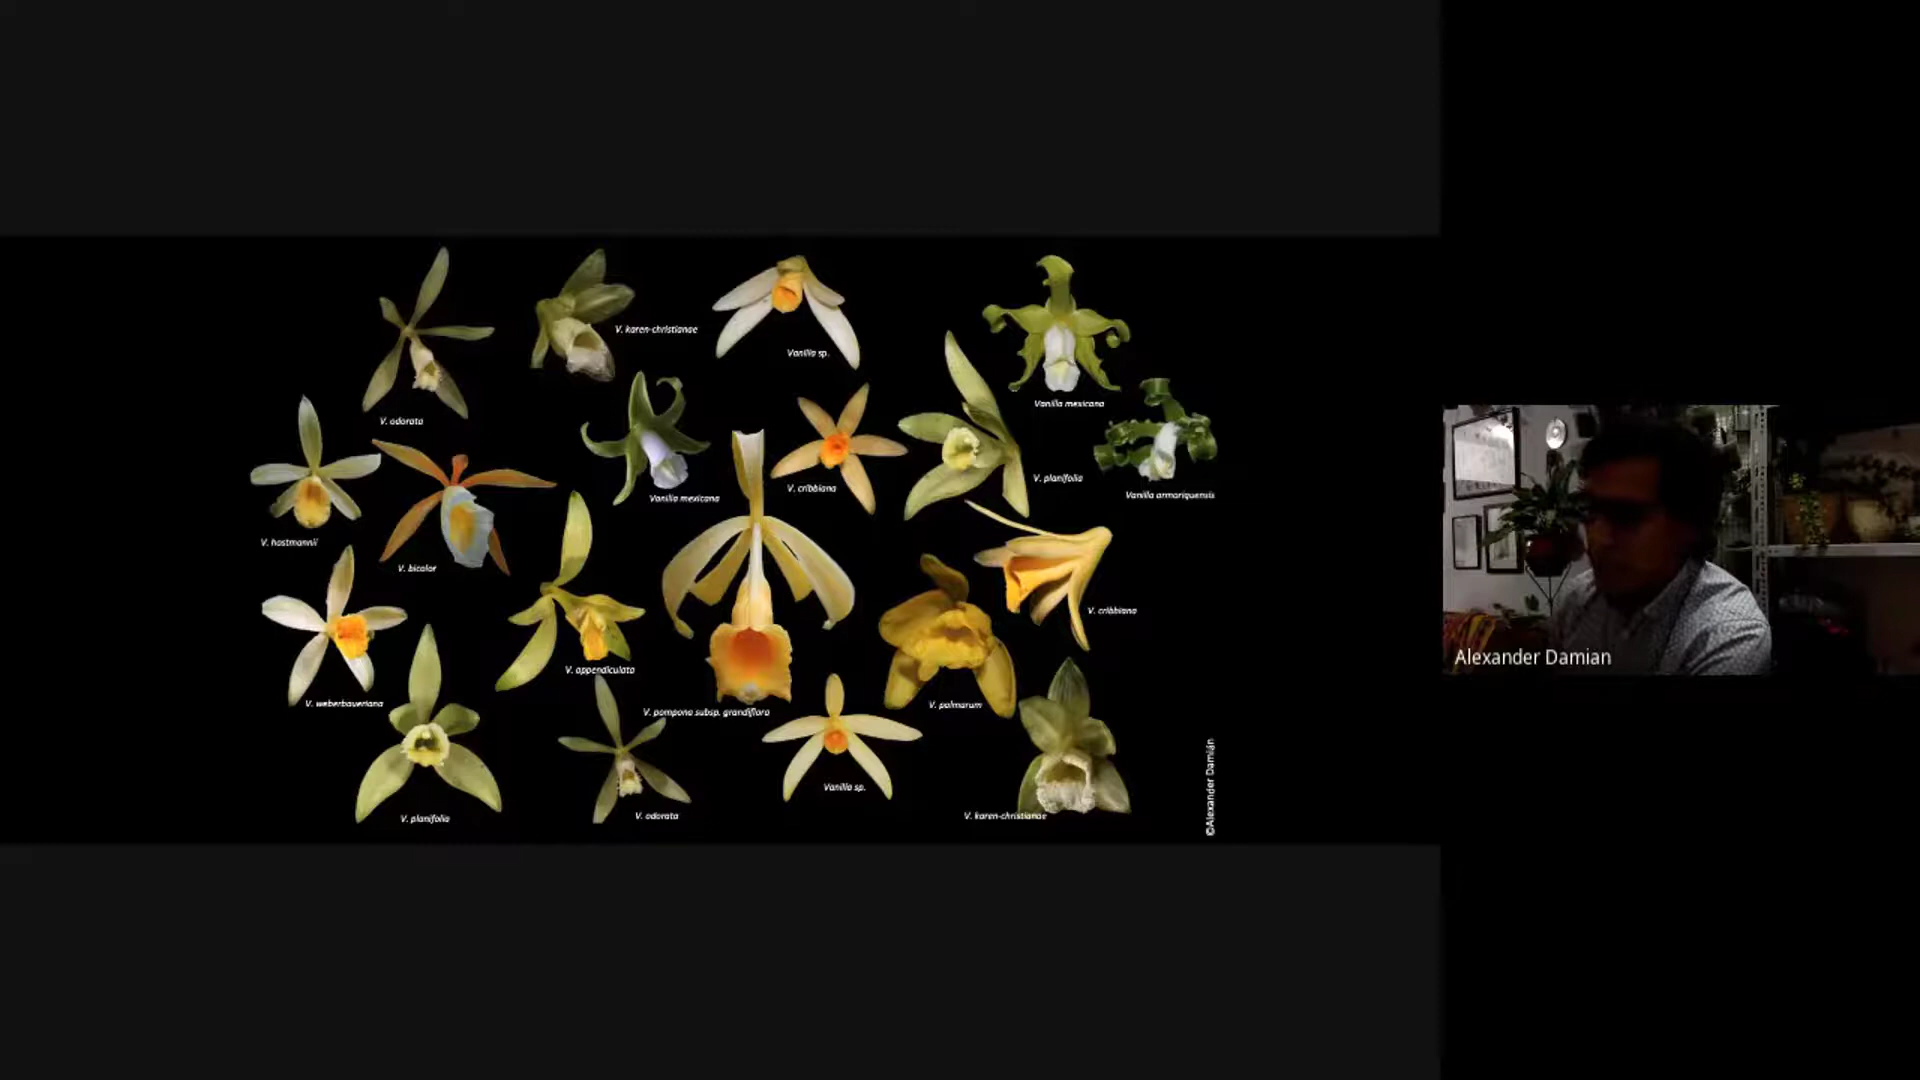 V. karen-christianae
Vanilla sp.
Vanilla mexicana
V. odorata
V. planifolia
V. cribbiana
Vanilla mexicana
Vanilla armoriquensis
V. hostmannii
V. bicolor
V. cribbiana
V. appendiculata
V. weberbaueriana
V. pompona subsp. grandiflora
V. palmarum
Vanilla sp.
V. planifolia
V. odorata
V. karen-christianae
©Alexander Damián
Alexander Damian